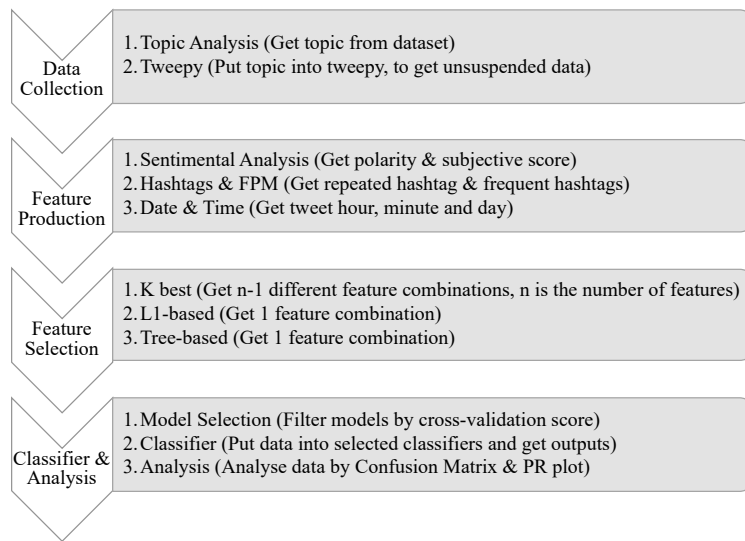 Data
Collection
1. Topic Analysis (Get topic from dataset)
2. Tweepy (Put topic into tweepy, to get unsuspended data)
Feature
Production
1. Sentimental Analysis (Get polarity & subjective score)
2. Hashtags & FPM (Get repeated hashtag & frequent hashtags)
3. Date & Time (Get tweet hour, minute and day)
Feature
Selection
1. K best (Get n-1 different feature combinations, n is the number of features)
2. L1-based (Get 1 feature combination)
3. Tree-based (Get 1 feature combination)
Classifier &
Analysis
1. Model Selection (Filter models by cross-validation score)
2. Classifier (Put data into selected classifiers and get outputs)
3. Analysis (Analyse data by Confusion Matrix & PR plot)